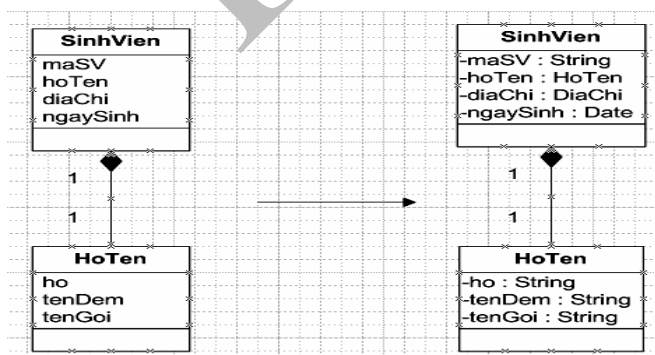 SinhVien
maSV
hoTen
diaChi
ngaySinh
1
1
HoTen
ho
tenDem
tenGoi
SinhVien
-maSV : String
-hoTen : HoTen
-diaChi : DiaChi
-ngaySinh : Date
1
1
HoTen
-ho : String
-tenDem : String
-tenGoi : String